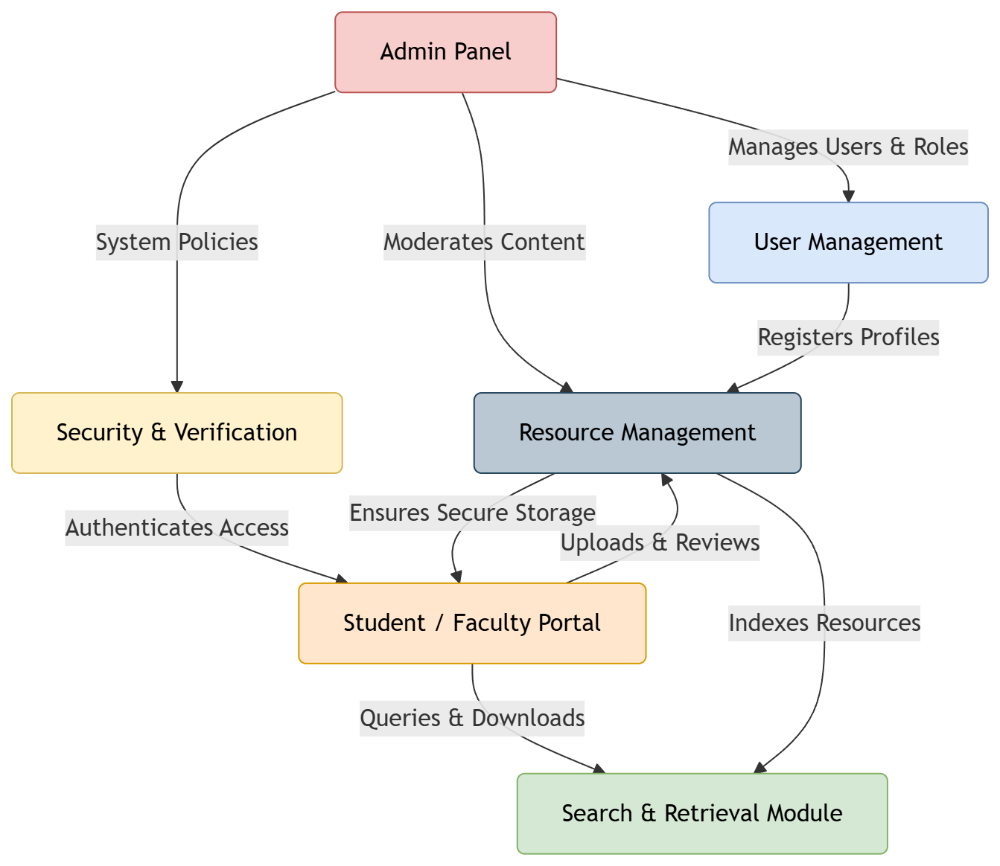 Admin Panel
Manages Users & Roles
System Policies
Moderates Content
User Management
Registers Profiles
Security & Verification
Resource Management
Ensures Secure Storage
Authenticates Access
Uploads & Reviews
Student / Faculty Portal
Indexes Resources
Queries & Downloads
Search & Retrieval Module